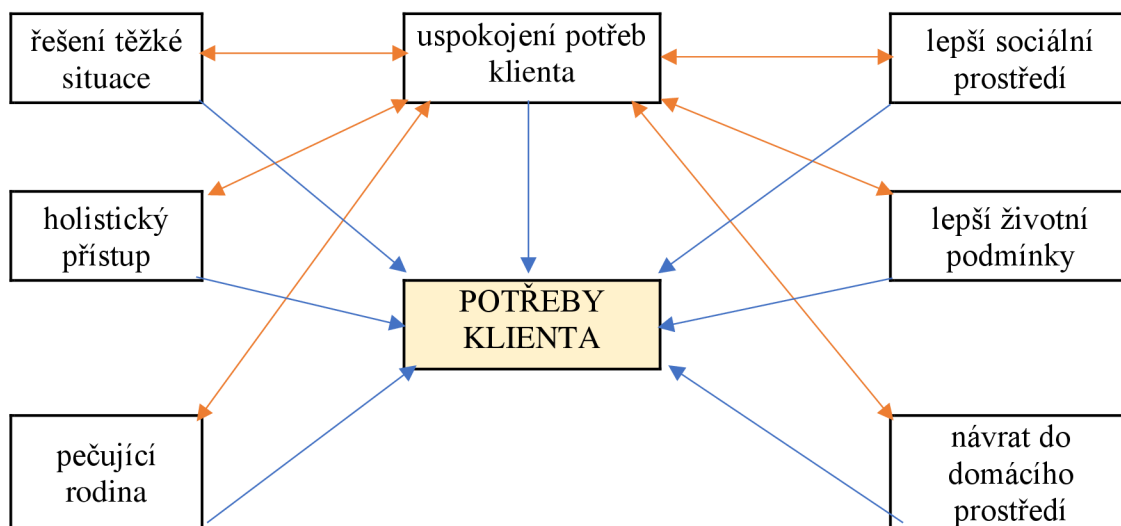 řešení těžké
situace
uspokojení potřeb
klienta
lepší sociální
prostředí
holistický
přístup
lepší životní
podmínky
POTŘEBY
KLIENTA
pečující
rodina
návrat do
domácího
prostředí